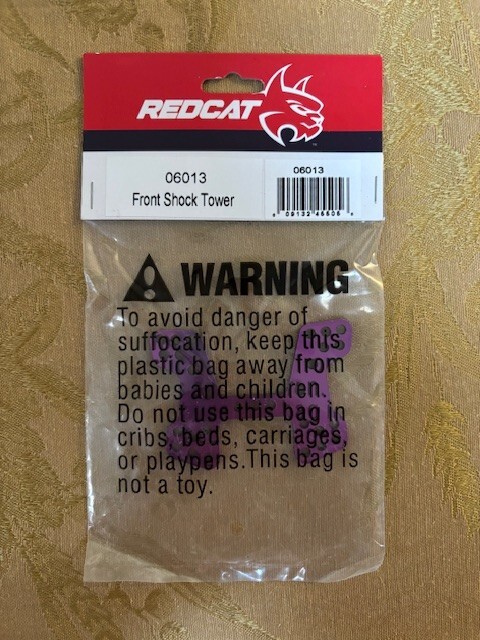 REDCAT
06013
Front Shock Tower
06013
WARNING
To avoid danger of
suffocation, keep this
plastic bag away from
babies and children.
Do not use this bag in
cribs, beds, carriages,
or playpens.This bag is
not a toy.